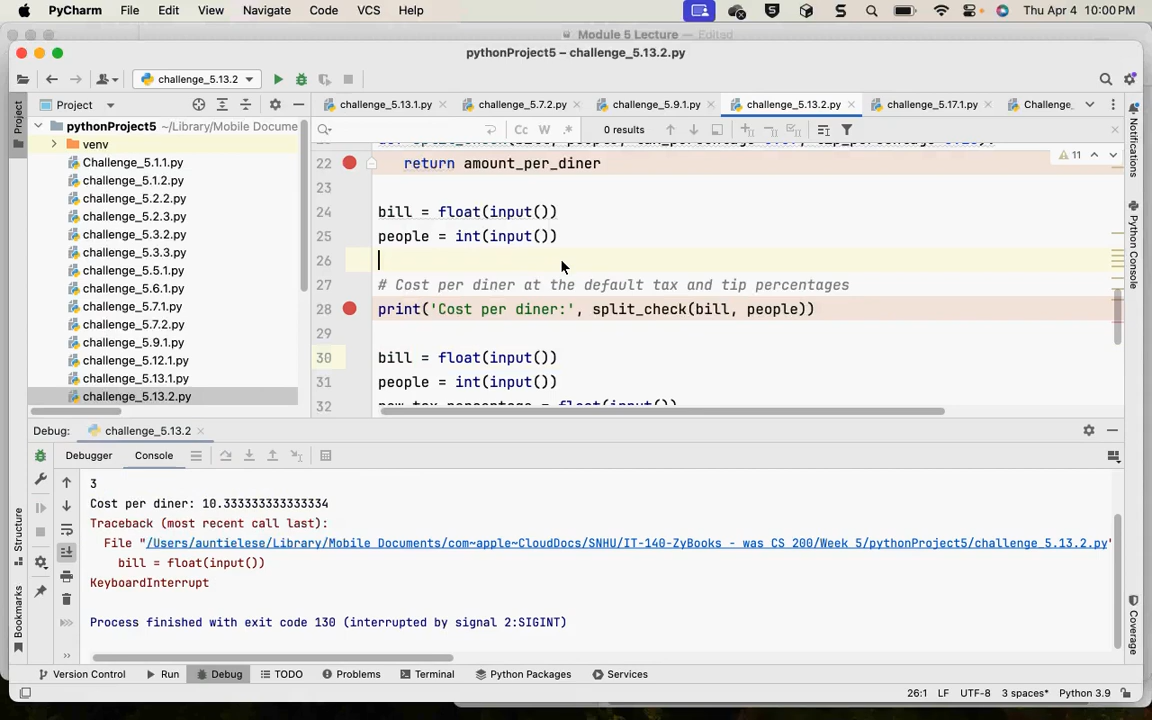 PyCharm File Edit View Navigate Code VCS Help Thu Apr 4 10:00 PM
Module 5 Lecture — Edited
pythonProject5 – challenge_5.13.2.py
challenge_5.13.2
Project
challenge_5.13.1.py challenge_5.7.2.py challenge_5.9.1.py challenge_5.13.2.py challenge_5.17.1.py Challenge_
Cc W .* 0 results
pythonProject5 ~/Library/Mobile Docume
venv
Challenge_5.1.1.py
challenge_5.1.2.py
challenge_5.2.2.py
challenge_5.2.3.py
challenge_5.3.2.py
challenge_5.3.3.py
challenge_5.5.1.py
challenge_5.6.1.py
challenge_5.7.1.py
challenge_5.7.2.py
challenge_5.9.1.py
challenge_5.12.1.py
challenge_5.13.1.py
challenge_5.13.2.py
11
22 return amount_per_diner
23
24 bill = float(input())
25 people = int(input())
26
27 # Cost per diner at the default tax and tip percentages
28 print('Cost per diner:', split_check(bill, people))
29
30 bill = float(input())
31 people = int(input())
32 new_tax_percentage = float(input())
Project
Structure
Bookmarks
Notifications
Python Console
Coverage
Debug: challenge_5.13.2
Debugger Console
3
Cost per diner: 10.333333333333334
Traceback (most recent call last):
File "/Users/auntielese/Library/Mobile Documents/com~apple~CloudDocs/SNHU/IT-140-ZyBooks - was CS 200/Week 5/pythonProject5/challenge_5.13.2.py"
bill = float(input())
KeyboardInterrupt
Process finished with exit code 130 (interrupted by signal 2:SIGINT)
Version Control Run Debug TODO Problems Terminal Python Packages Services
26:1 LF UTF-8 3 spaces* Python 3.9